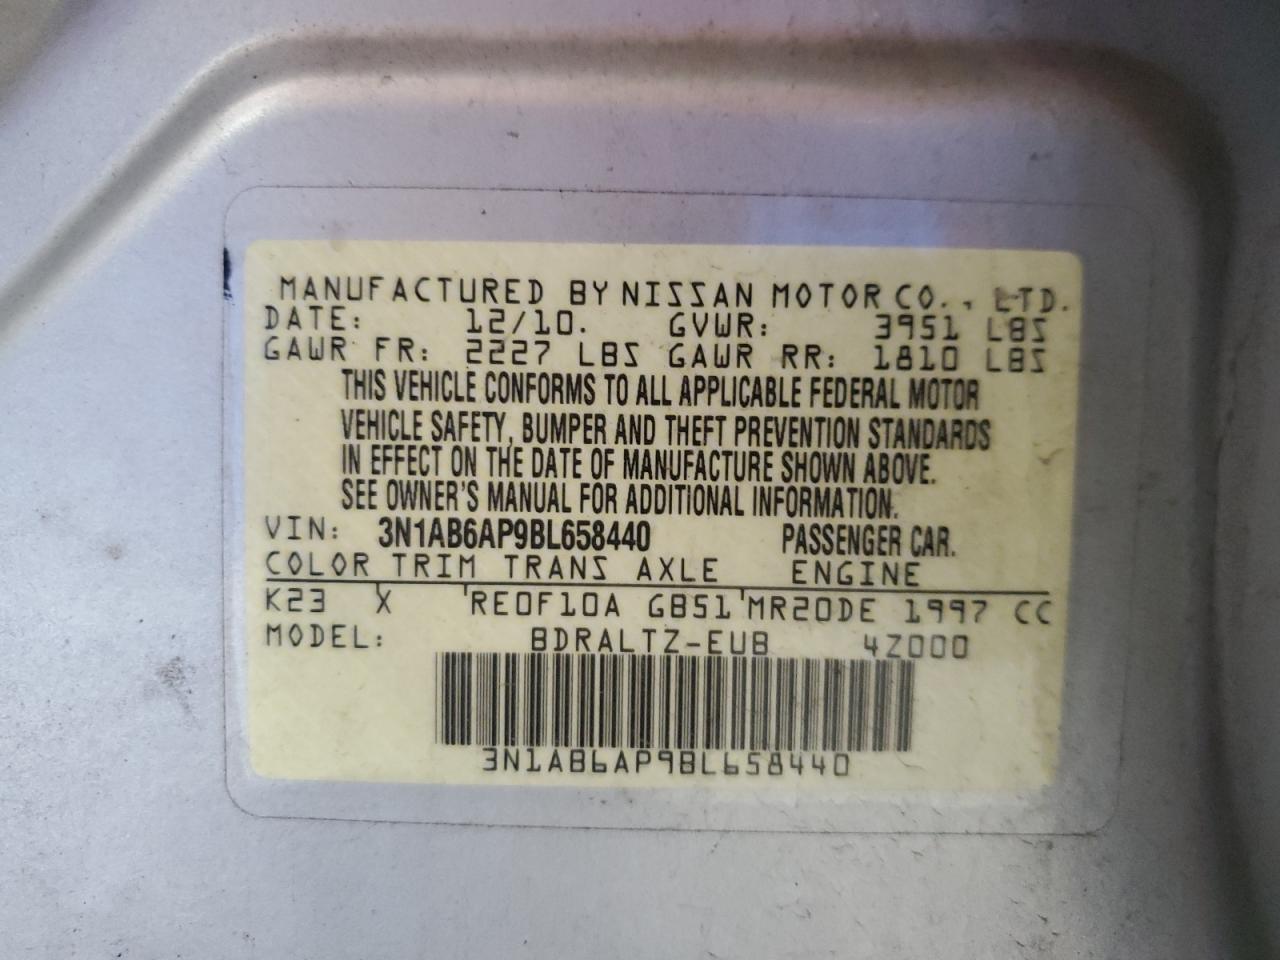 MANUFACTURED BY NISSAN MOTOR CO., LTD.
DATE: 12/10. GVWR: 3951 LBS
GAWR FR: 2227 LBS GAWR RR: 1810 LBS
THIS VEHICLE CONFORMS TO ALL APPLICABLE FEDERAL MOTOR
VEHICLE SAFETY, BUMPER AND THEFT PREVENTION STANDARDS
IN EFFECT ON THE DATE OF MANUFACTURE SHOWN ABOVE.
SEE OWNER'S MANUAL FOR ADDITIONAL INFORMATION.
VIN: 3N1AB6AP9BL658440 PASSENGER CAR.
COLOR TRIM TRANS AXLE ENGINE
K23 X RE0F10A GB51 MR20DE 1997 CC
MODEL: BDRALTZ-EUB 4Z000
3N1AB6AP9BL658440